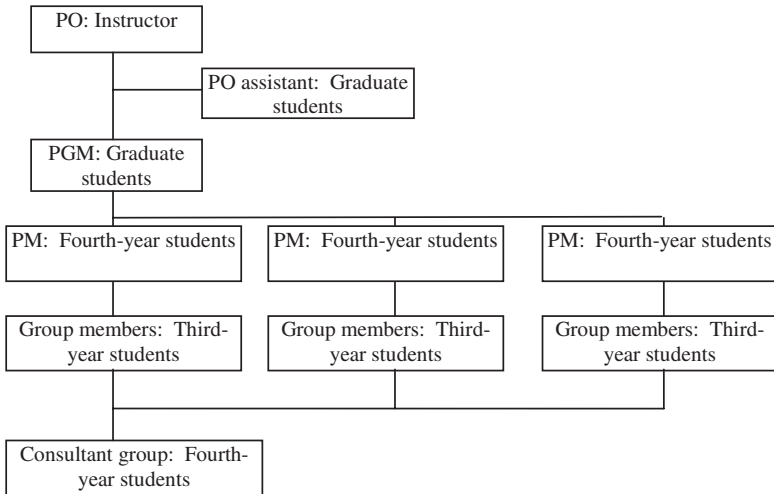 PO: Instructor
PO assistant: Graduate
students
PGM: Graduate
students
PM: Fourth-year students
PM: Fourth-year students
PM: Fourth-year students
Group members: Third-
year students
Group members: Third-
year students
Group members: Third-
year students
Consultant group: Fourth-
year students